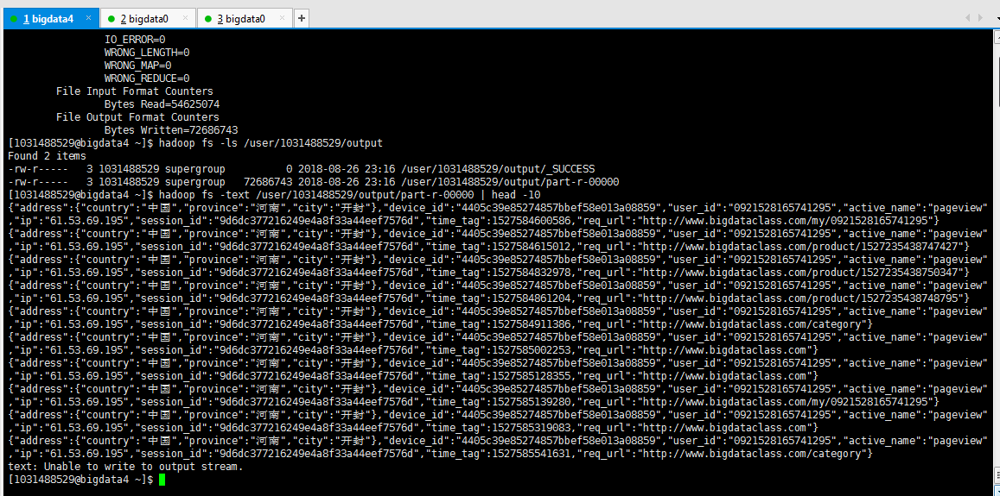 1 bigdata4 × 2 bigdata0 × 3 bigdata0 × +
IO_ERROR=0
WRONG_LENGTH=0
WRONG_MAP=0
WRONG_REDUCE=0
File Input Format Counters
Bytes Read=54625074
File Output Format Counters
Bytes Written=72686743
[1031488529@bigdata4 ~]$ hadoop fs -ls /user/1031488529/output
Found 2 items
-rw-r----- 3 1031488529 supergroup 0 2018-08-26 23:16 /user/1031488529/output/_SUCCESS
-rw-r----- 3 1031488529 supergroup 72686743 2018-08-26 23:16 /user/1031488529/output/part-r-00000
[1031488529@bigdata4 ~]$ hadoop fs -text /user/1031488529/output/part-r-00000 | head -10
{"address":{"country":"中国","province":"河南","city":"开封"},"device_id":"4405c39e85274857bbef58e013a08859","user_id":"0921528165741295","active_name":"pageview"
,"ip":"61.53.69.195","session_id":"9d6dc377216249e4a8f33a44eef7576d","time_tag":1527584600586,"req_url":"http://www.bigdataclass.com/my/0921528165741295"}
{"address":{"country":"中国","province":"河南","city":"开封"},"device_id":"4405c39e85274857bbef58e013a08859","user_id":"0921528165741295","active_name":"pageview"
,"ip":"61.53.69.195","session_id":"9d6dc377216249e4a8f33a44eef7576d","time_tag":1527584615012,"req_url":"http://www.bigdataclass.com/product/1527235438747427"}
{"address":{"country":"中国","province":"河南","city":"开封"},"device_id":"4405c39e85274857bbef58e013a08859","user_id":"0921528165741295","active_name":"pageview"
,"ip":"61.53.69.195","session_id":"9d6dc377216249e4a8f33a44eef7576d","time_tag":1527584832978,"req_url":"http://www.bigdataclass.com/product/1527235438750347"}
{"address":{"country":"中国","province":"河南","city":"开封"},"device_id":"4405c39e85274857bbef58e013a08859","user_id":"0921528165741295","active_name":"pageview"
,"ip":"61.53.69.195","session_id":"9d6dc377216249e4a8f33a44eef7576d","time_tag":1527584861204,"req_url":"http://www.bigdataclass.com/product/1527235438748795"}
{"address":{"country":"中国","province":"河南","city":"开封"},"device_id":"4405c39e85274857bbef58e013a08859","user_id":"0921528165741295","active_name":"pageview"
,"ip":"61.53.69.195","session_id":"9d6dc377216249e4a8f33a44eef7576d","time_tag":1527584911386,"req_url":"http://www.bigdataclass.com/category"}
{"address":{"country":"中国","province":"河南","city":"开封"},"device_id":"4405c39e85274857bbef58e013a08859","user_id":"0921528165741295","active_name":"pageview"
,"ip":"61.53.69.195","session_id":"9d6dc377216249e4a8f33a44eef7576d","time_tag":1527585002253,"req_url":"http://www.bigdataclass.com"}
{"address":{"country":"中国","province":"河南","city":"开封"},"device_id":"4405c39e85274857bbef58e013a08859","user_id":"0921528165741295","active_name":"pageview"
,"ip":"61.53.69.195","session_id":"9d6dc377216249e4a8f33a44eef7576d","time_tag":1527585128355,"req_url":"http://www.bigdataclass.com"}
{"address":{"country":"中国","province":"河南","city":"开封"},"device_id":"4405c39e85274857bbef58e013a08859","user_id":"0921528165741295","active_name":"pageview"
,"ip":"61.53.69.195","session_id":"9d6dc377216249e4a8f33a44eef7576d","time_tag":1527585139280,"req_url":"http://www.bigdataclass.com/my/0921528165741295"}
{"address":{"country":"中国","province":"河南","city":"开封"},"device_id":"4405c39e85274857bbef58e013a08859","user_id":"0921528165741295","active_name":"pageview"
,"ip":"61.53.69.195","session_id":"9d6dc377216249e4a8f33a44eef7576d","time_tag":1527585319083,"req_url":"http://www.bigdataclass.com"}
{"address":{"country":"中国","province":"河南","city":"开封"},"device_id":"4405c39e85274857bbef58e013a08859","user_id":"0921528165741295","active_name":"pageview"
,"ip":"61.53.69.195","session_id":"9d6dc377216249e4a8f33a44eef7576d","time_tag":1527585541631,"req_url":"http://www.bigdataclass.com/category"}
text: Unable to write to output stream.
[1031488529@bigdata4 ~]$